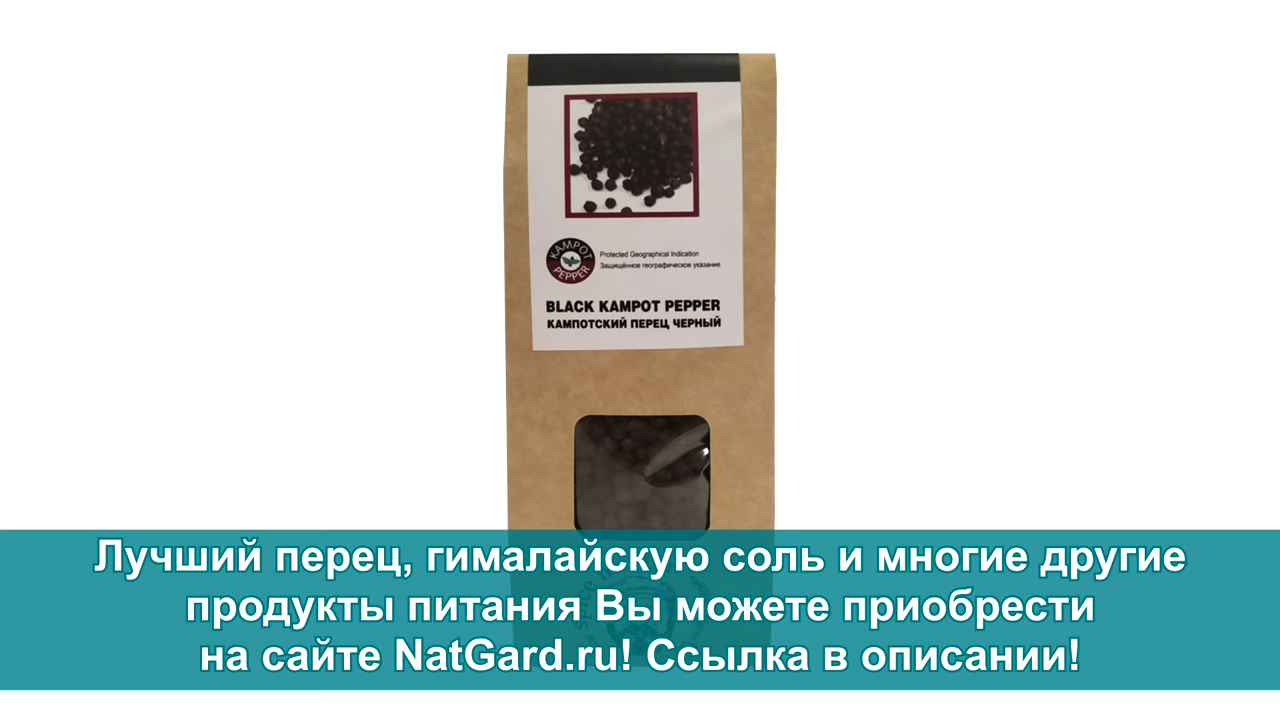 KAMPOT
PEPPER
Protected Geographical Indication
Защищённое географическое указание
BLACK KAMPOT PEPPER
КАМПОТСКИЙ ПЕРЕЦ ЧЕРНЫЙ
Лучший перец, гималайскую соль и многие другие
продукты питания Вы можете приобрести
на сайте NatGard.ru! Ссылка в описании!